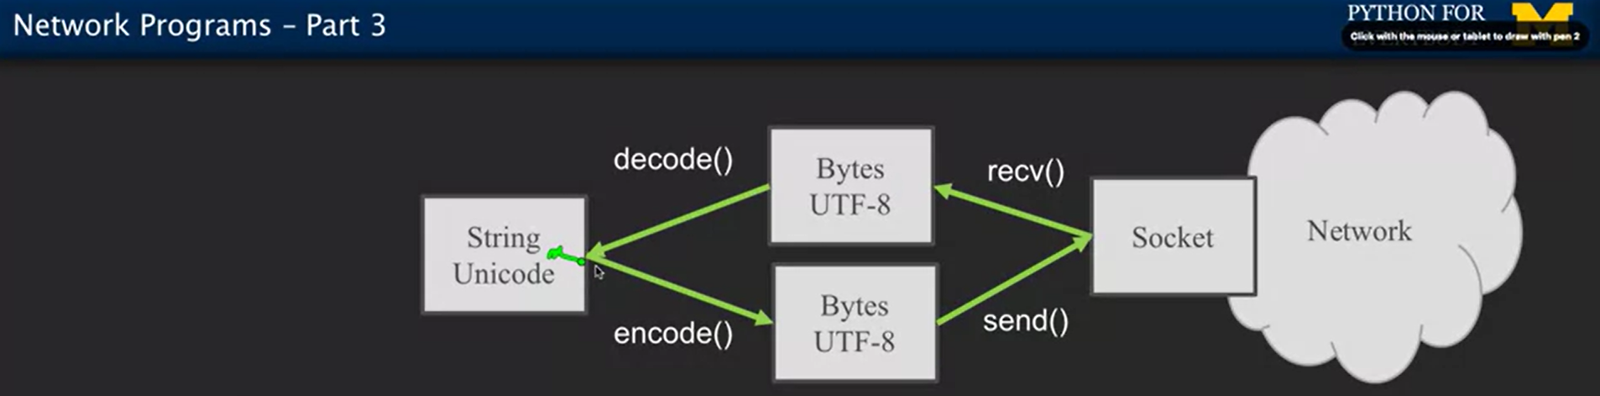 Network Programs – Part 3
PYTHON FOR
Click with the mouse or tablet to draw with pen 2
EVERYBODY
decode()
Bytes
UTF-8
recv()
String
Unicode
Socket
Network
encode()
Bytes
UTF-8
send()